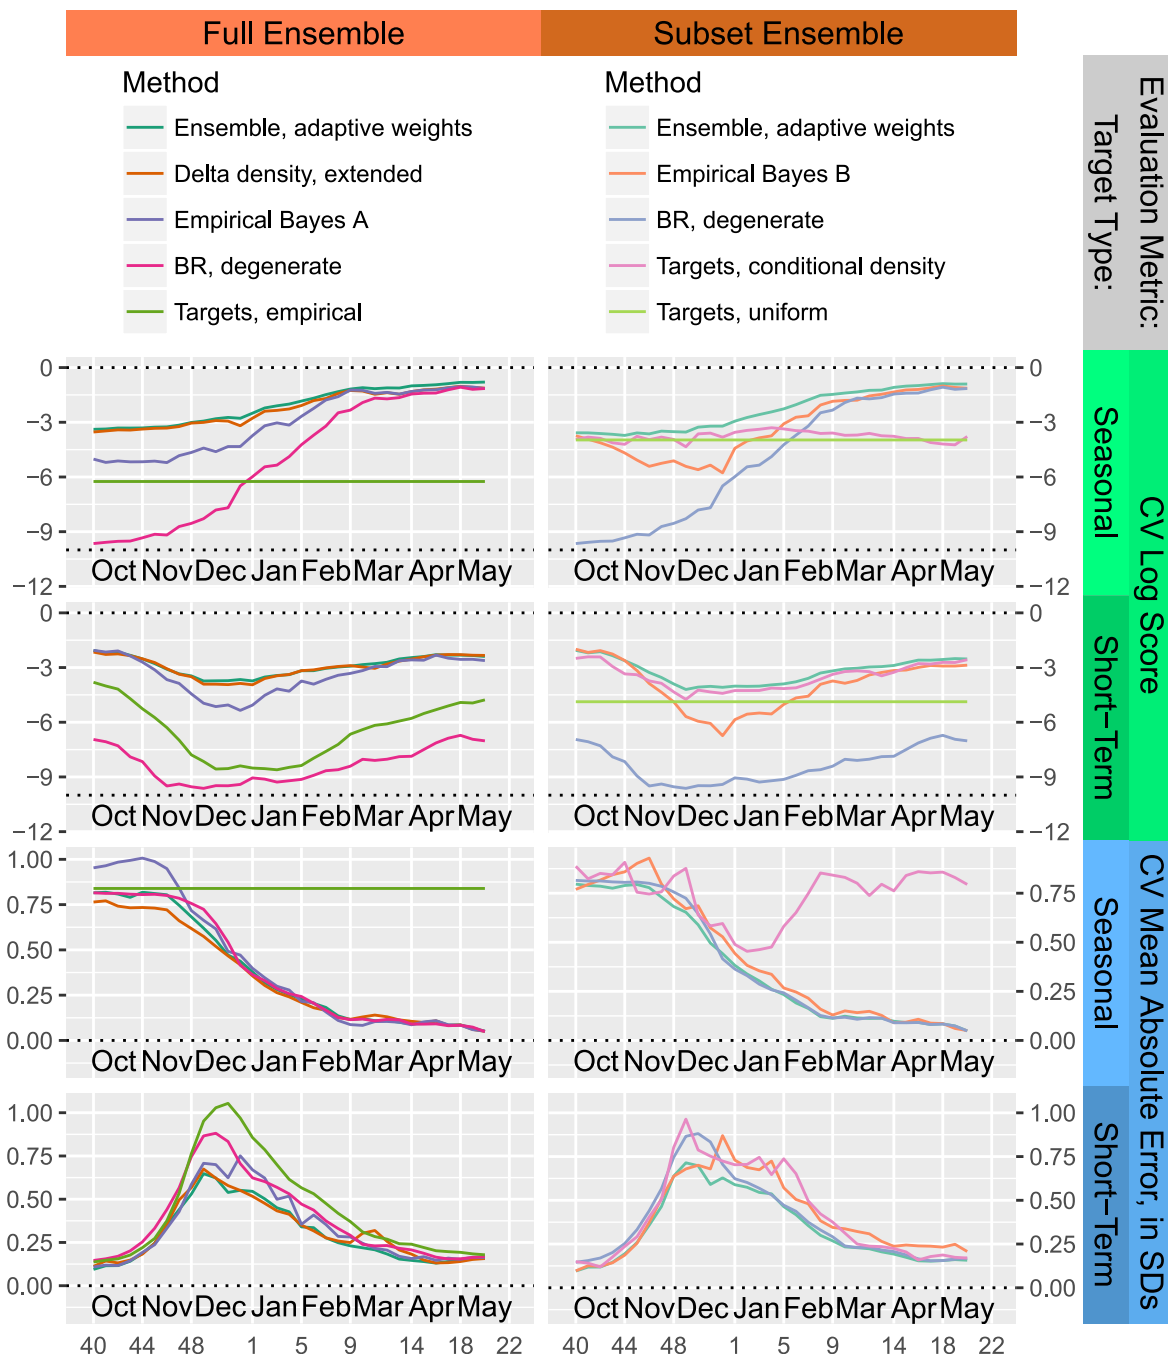 Full Ensemble
Subset Ensemble
Evaluation Metric:
Target Type:
Method
Ensemble, adaptive weights
Delta density, extended
Empirical Bayes A
BR, degenerate
Targets, empirical
Method
Ensemble, adaptive weights
Empirical Bayes B
BR, degenerate
Targets, conditional density
Targets, uniform
0
−3
−6
−9
−12
Oct Nov Dec Jan Feb Mar Apr May
Oct Nov Dec Jan Feb Mar Apr May
0
−3
−6
−9
−12
Seasonal
CV Log Score
0
−3
−6
−9
−12
Oct Nov Dec Jan Feb Mar Apr May
Oct Nov Dec Jan Feb Mar Apr May
0
−3
−6
−9
−12
Short−Term
1.00
0.75
0.50
0.25
0.00
Oct Nov Dec Jan Feb Mar Apr May
Oct Nov Dec Jan Feb Mar Apr May
0.75
0.50
0.25
0.00
Seasonal
CV Mean Absolute Error, in SDs
1.00
0.75
0.50
0.25
0.00
Oct Nov Dec Jan Feb Mar Apr May
Oct Nov Dec Jan Feb Mar Apr May
1.00
0.75
0.50
0.25
0.00
Short−Term
40 44 48 1 5 9 14 18 22
40 44 48 1 5 9 14 18 22